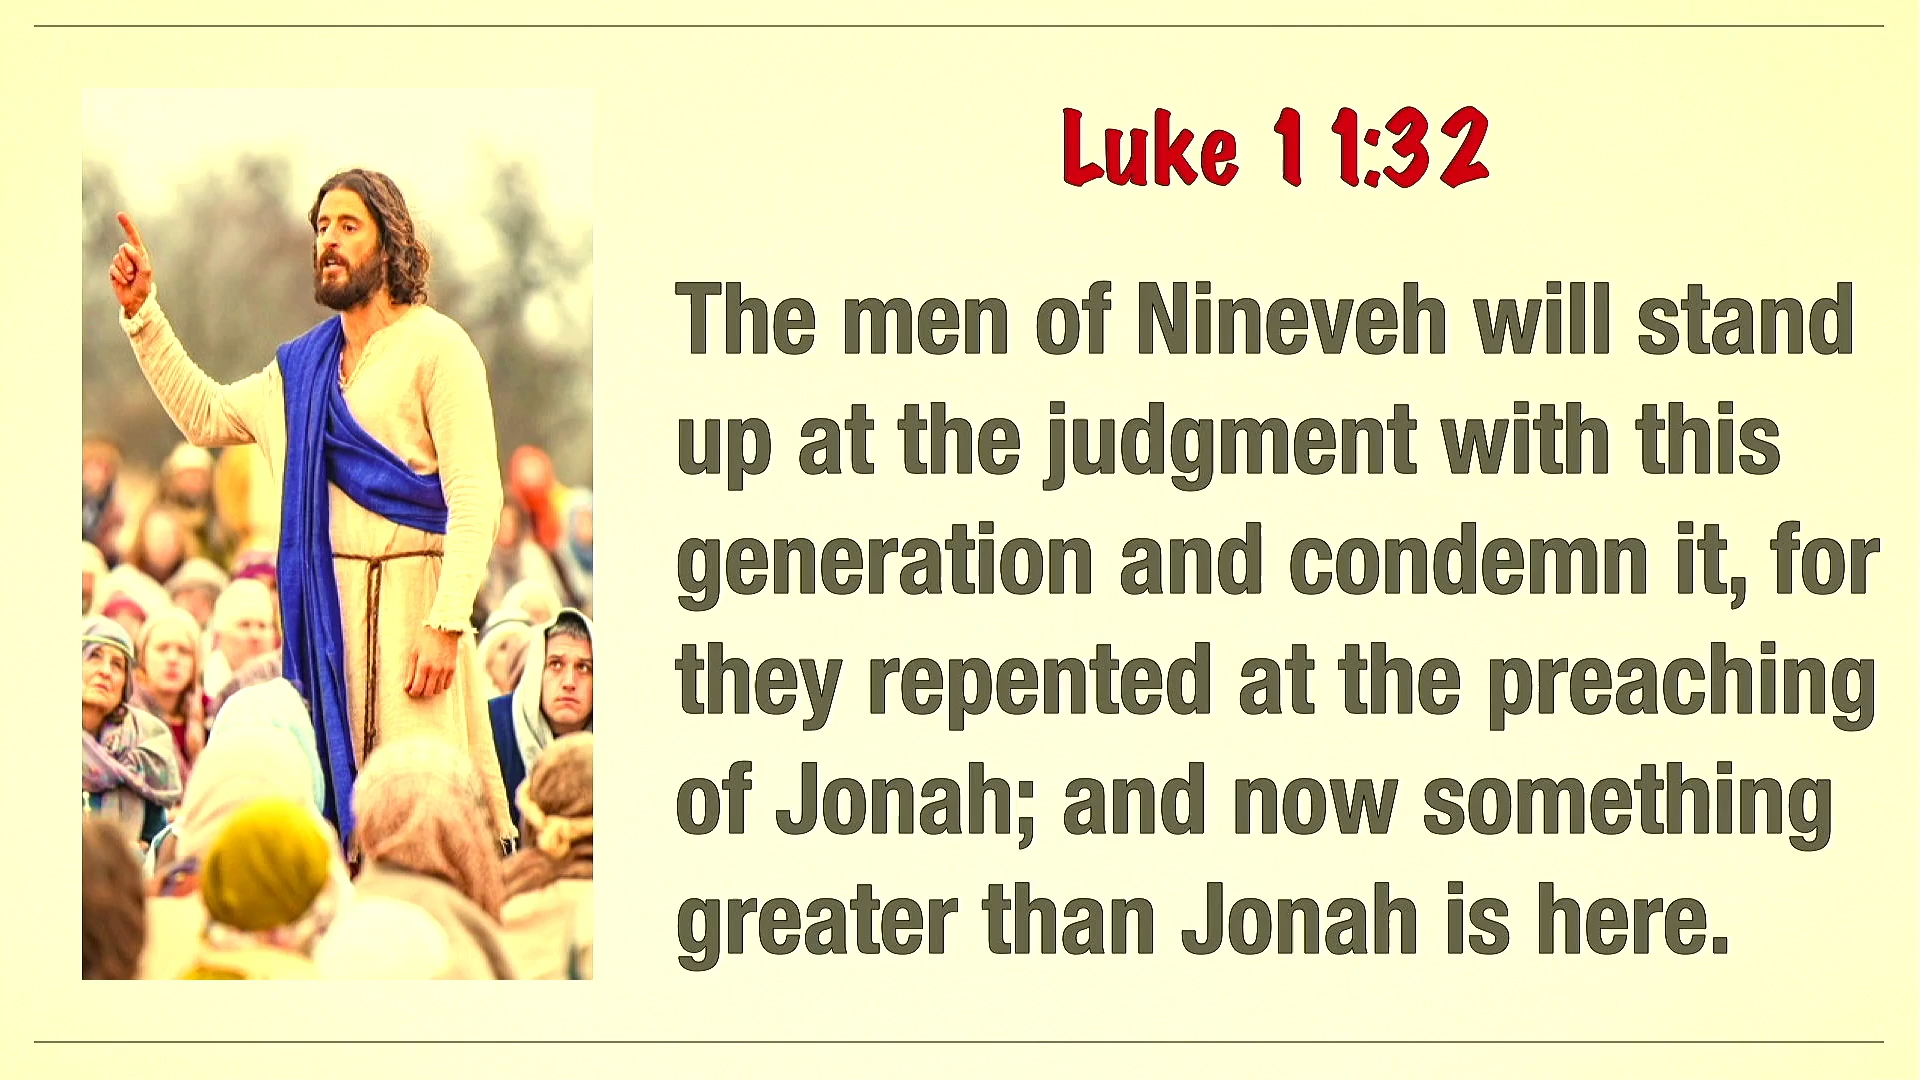 Luke 11:32
The men of Nineveh will stand
up at the judgment with this
generation and condemn it, for
they repented at the preaching
of Jonah; and now something
greater than Jonah is here.